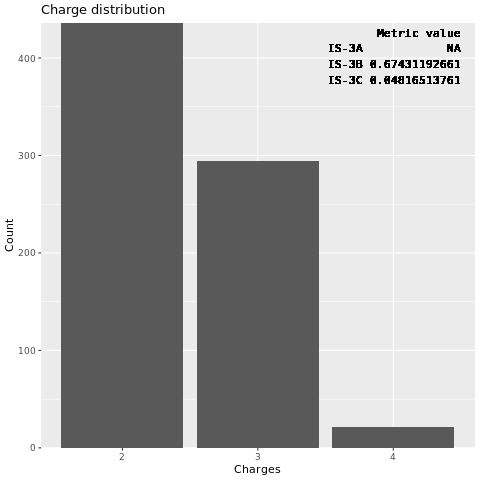 Charge distribution
Metric value
IS-3A NA
IS-3B 0.67431192661
IS-3C 0.04816513761
400
300
200
100
0
Count
2 3 4
Charges